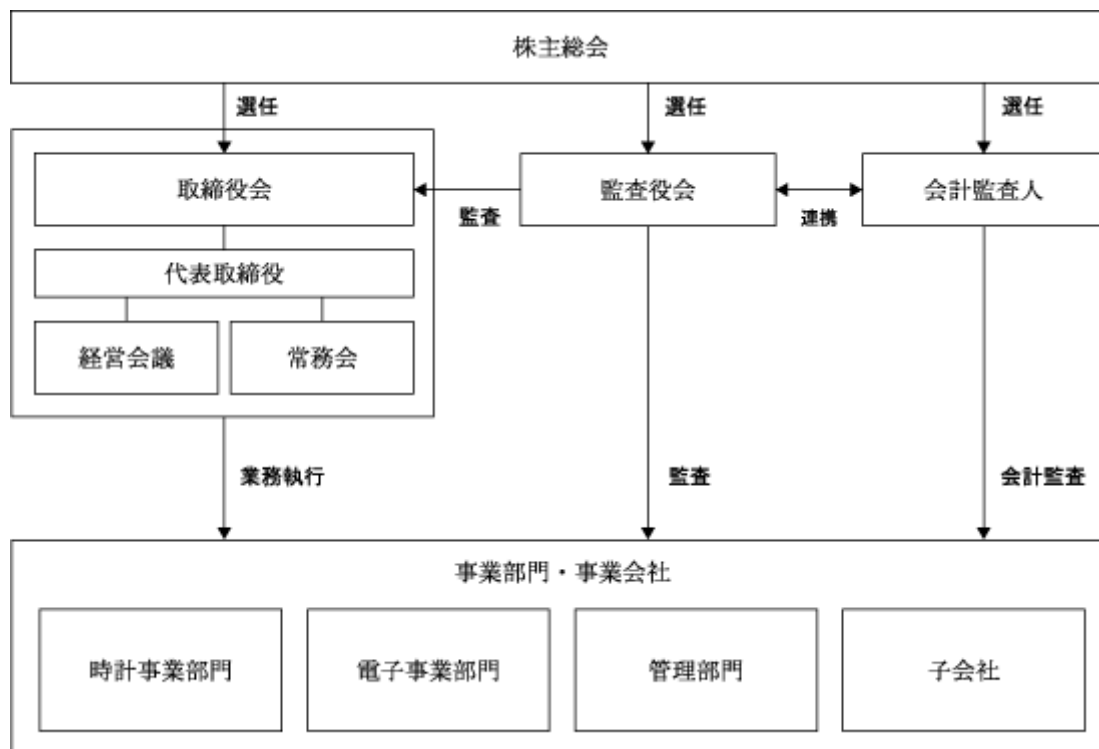 株主総会
選任
選任
選任
取締役会
監査
監査役会
連携
会計監査人
代表取締役
経営会議
常務会
業務執行
監査
会計監査
事業部門・事業会社
時計事業部門
電子事業部門
管理部門
子会社